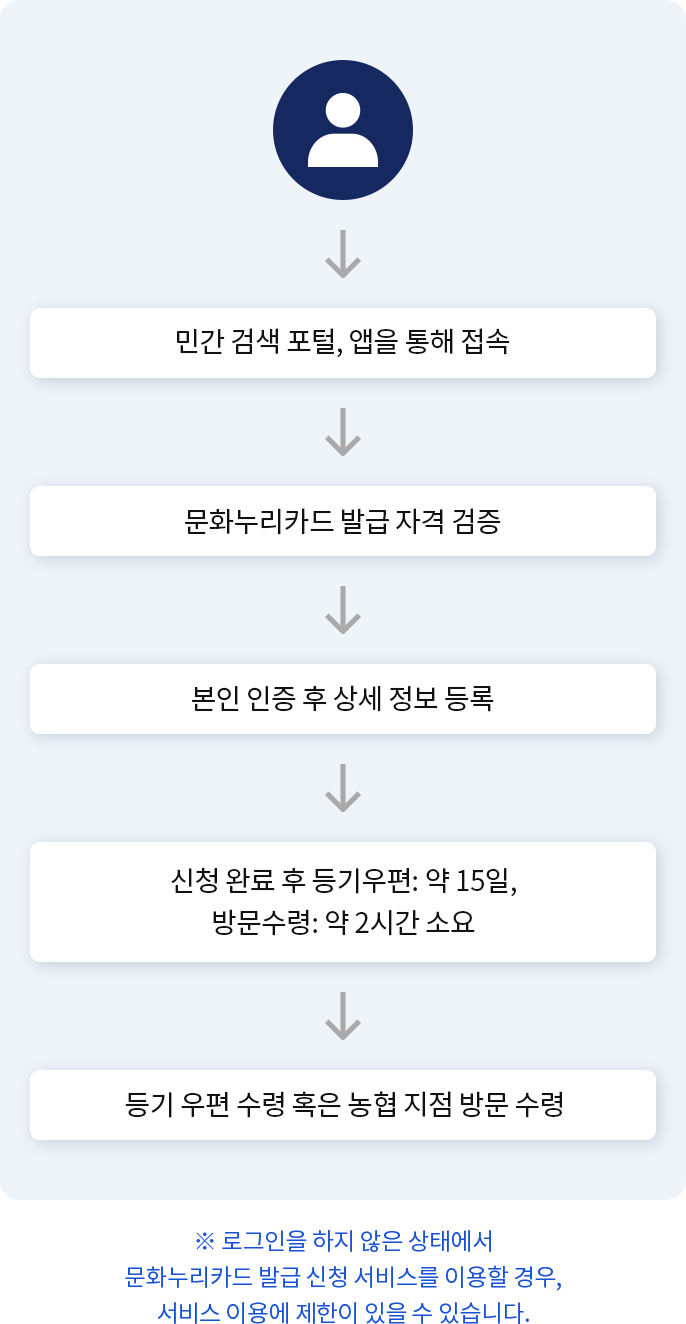 민간 검색 포털, 앱을 통해 접속
문화누리카드 발급 자격 검증
본인 인증 후 상세 정보 등록
신청 완료 후 등기우편: 약 15일,
방문수령: 약 2시간 소요
등기 우편 수령 혹은 농협 지점 방문 수령
※ 로그인을 하지 않은 상태에서
문화누리카드 발급 신청 서비스를 이용할 경우,
서비스 이용에 제한이 있을 수 있습니다.